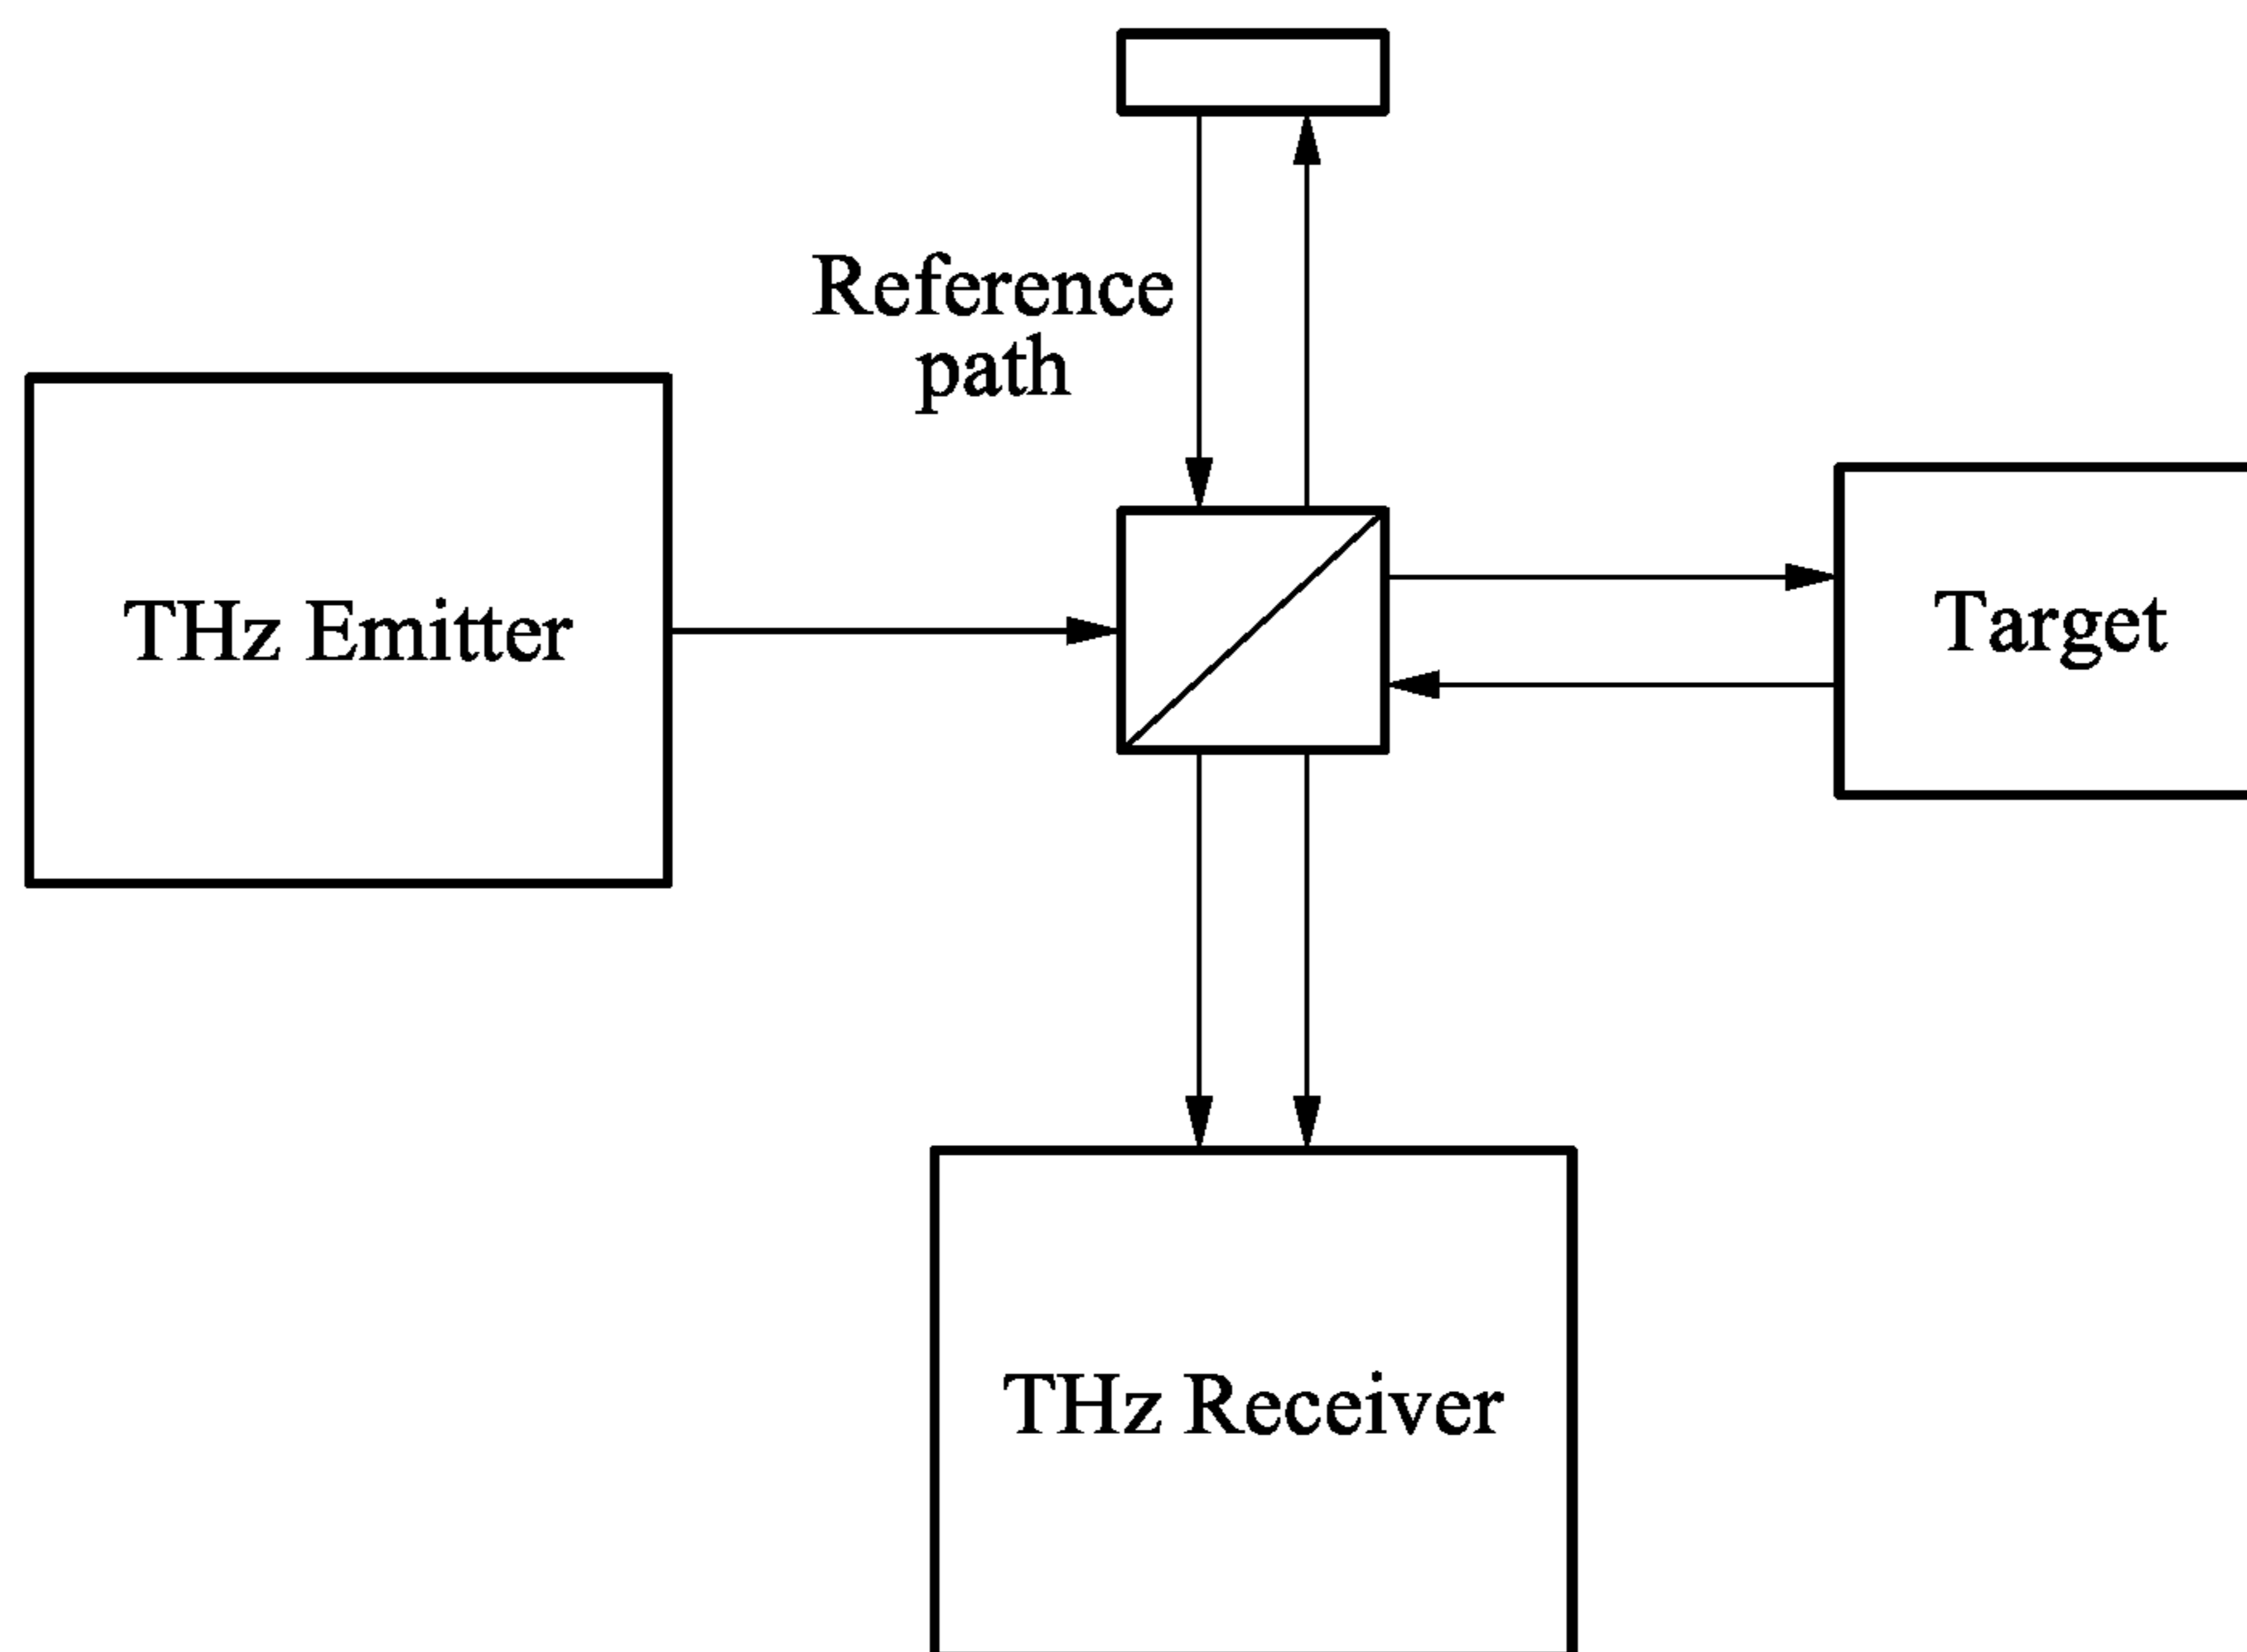 Reference
path
THz Emitter
Target
THz Receiver